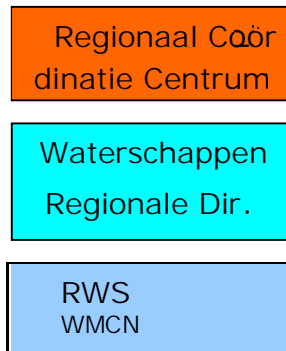 Regionaal Coör
dinatie Centrum
Waterschappen
Regionale Dir.
RWS
WMCN